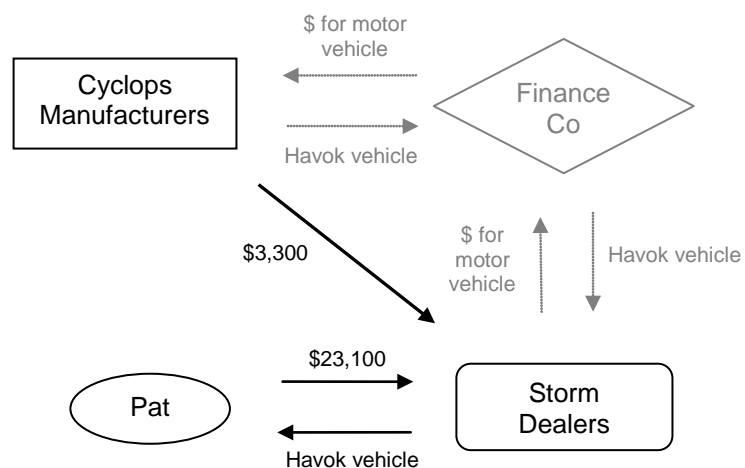 $ for motor
vehicle
Cyclops
Manufacturers
Finance
Co
Havok vehicle
$3,300
$ for
motor
vehicle
Havok vehicle
$23,100
Pat
Storm
Dealers
Havok vehicle